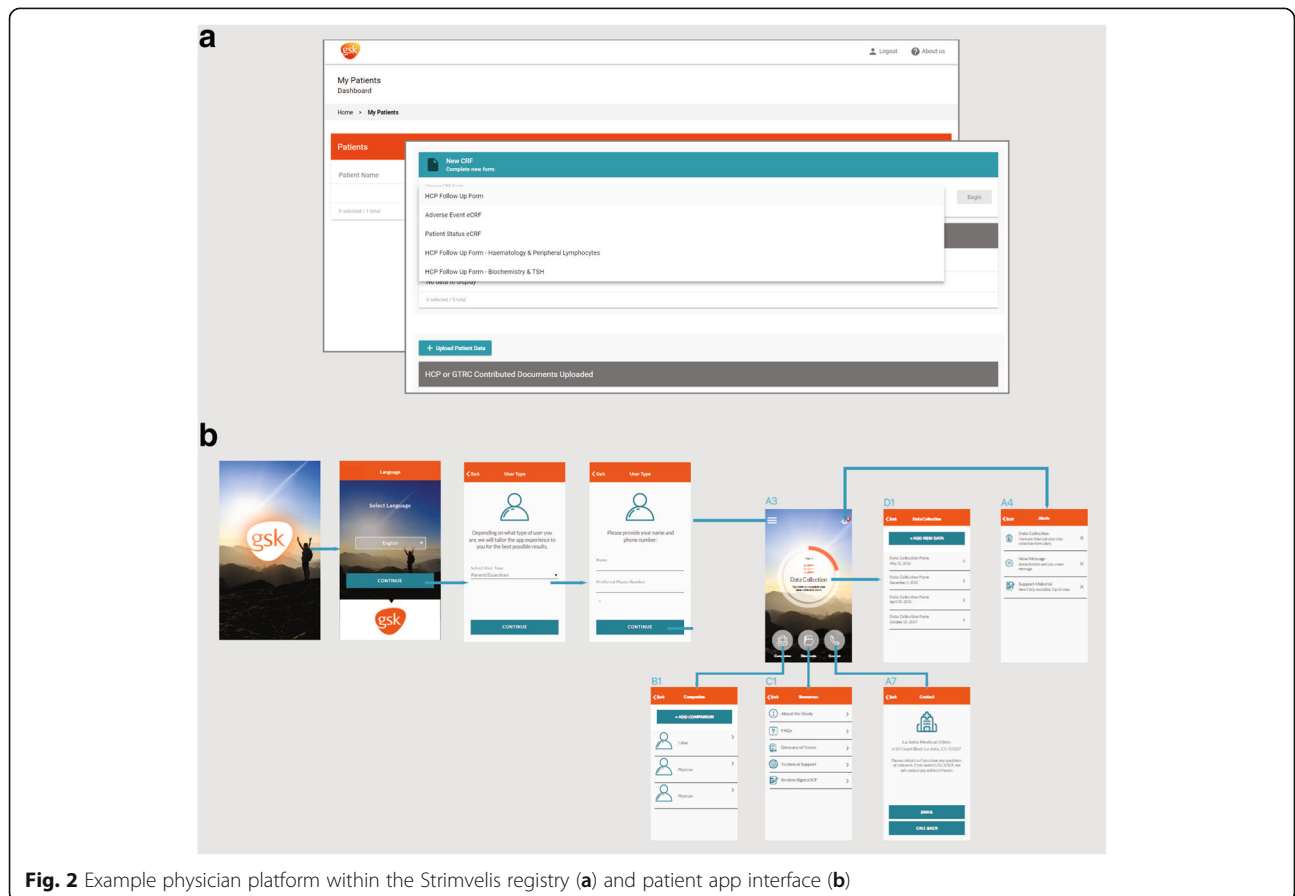 a
gsk
Logout
About us
My Patients
Dashboard
Home > My Patients
Patients
Patient Name
0 selected / 1 total
New CRF
Complete new form
HCP Follow Up Form
Begin
Adverse Event eCRF
Patient Status eCRF
HCP Follow Up Form - Haematology & Peripheral Lymphocytes
HCP Follow Up Form - Biochemistry & TSH
No data to display
0 selected / 0 total
+ Upload Patient Data
HCP or GTRC Contributed Documents Uploaded
b
gsk
Language
Select Language
English
CONTINUE
gsk
Back
User Type
Depending on what type of user you
are, we will tailor the app experience to
you for the best possible results.
Select User Type
Parent/Guardian
CONTINUE
Back
User Type
Please provide your name and
phone number:
Name
Preferred Phone Number
CONTINUE
A3
Data Collection
D1
Back
Data Collection
+ ADD NEW DATA
Data Collection Form
Data Collection Form
Data Collection Form
Data Collection Form
A4
Back
Alerts
Data Collection
New Message
Support Material
B1
Back
Companion
+ ADD COMPANION
Physician
Physician
C1
Back
Resources
About the Study
FAQs
Glossary of Terms
Technical Support
A7
Back
Contact
La Jolla Medical Clinic
CALL BACK
Fig. 2 Example physician platform within the Strimvelis registry (a) and patient app interface (b)